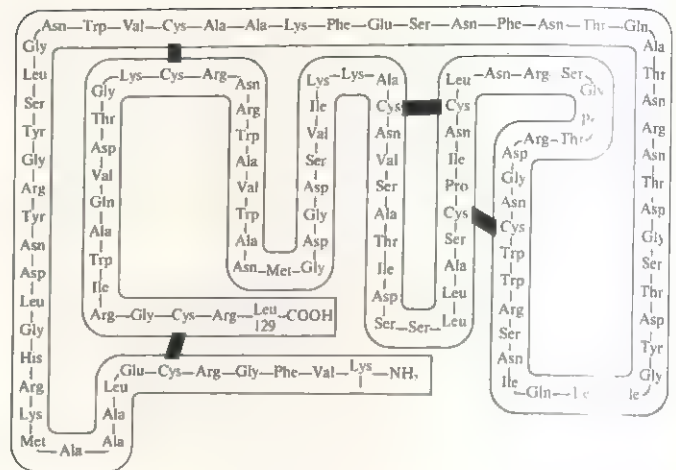 Asn—Trp—Val—Cys—Ala—Ala—Lys—Phe—Glu—Ser—Asn—Phe—Asn—Thr—Gln
Gly
Leu
Ser
Tyr
Gly
Arg
Tyr
Asn
Asp
Leu
Gly
His
Arg
Lys
Met—Ala—Ala
Ala
Leu
Glu—Cys—Arg—Gly—Phe—Val—Lys—NH
Gly—Lys—Cys—Arg—Asn
Thr
Asp
Val
Gln
Ala
Trp
Ile
Arg—Gly—Cys—Arg—Leu—COOH
129
Arg
Trp
Ala
Val
Trp
Ala
Asn—Met—Gly
Lys—Lys—Ala
Ile
Val
Ser
Asp
Gly
Asp
Cys
Asn
Val
Ser
Ala
Thr
Ile
Asp
Ser—Ser—Leu
Leu—Asn—Arg Ser
Cys
Asn
Ile
Pro
Cys
Ser
Ala
Leu
Gly
Asp Arg—Thr
Gly
Asn
Cys
Trp
Trp
Arg
Ser
Asn
Ile—Gln
Ala
Thr
Asn
Arg
Asn
Thr
Asp
Gly
Ser
Thr
Asp
Tyr
Gly